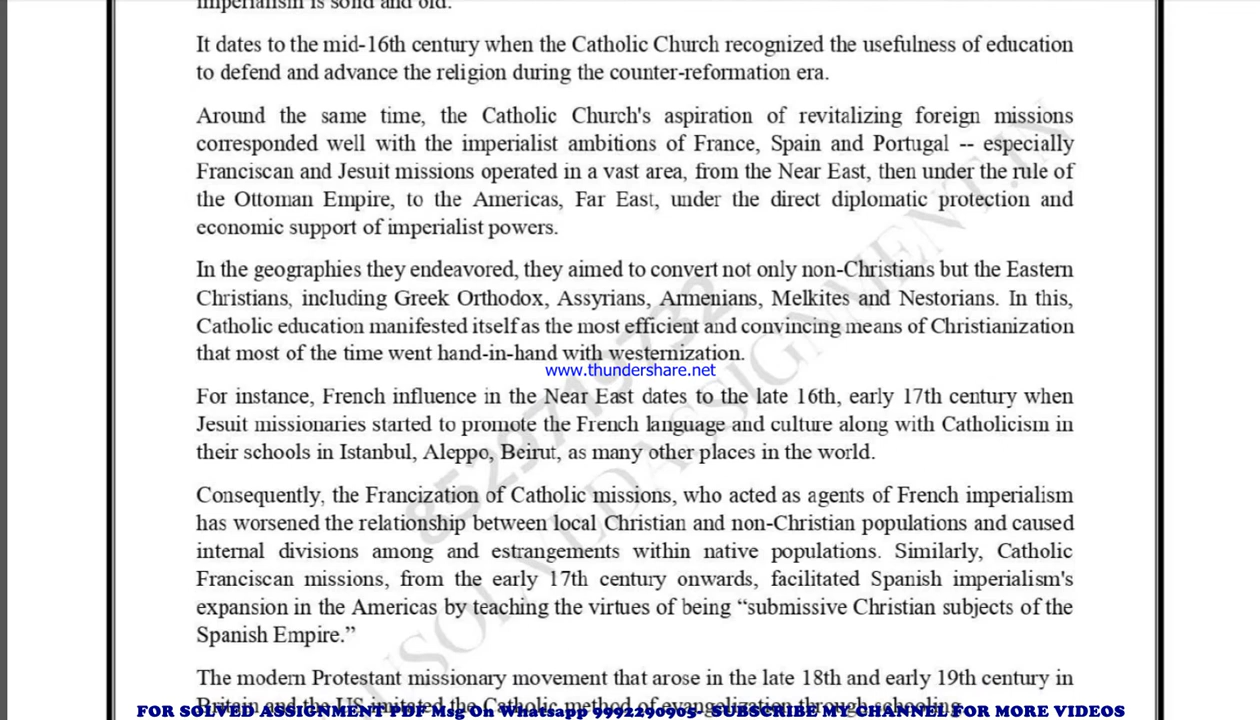 imperialism is solid and old.
It dates to the mid-16th century when the Catholic Church recognized the usefulness of education
to defend and advance the religion during the counter-reformation era.
Around the same time, the Catholic Church's aspiration of revitalizing foreign missions
corresponded well with the imperialist ambitions of France, Spain and Portugal -- especially
Franciscan and Jesuit missions operated in a vast area, from the Near East, then under the rule of
the Ottoman Empire, to the Americas, Far East, under the direct diplomatic protection and
economic support of imperialist powers.
In the geographies they endeavored, they aimed to convert not only non-Christians but the Eastern
Christians, including Greek Orthodox, Assyrians, Armenians, Melkites and Nestorians. In this,
Catholic education manifested itself as the most efficient and convincing means of Christianization
that most of the time went hand-in-hand with westernization.
www.thundershare.net
For instance, French influence in the Near East dates to the late 16th, early 17th century when
Jesuit missionaries started to promote the French language and culture along with Catholicism in
their schools in Istanbul, Aleppo, Beirut, as many other places in the world.
Consequently, the Francization of Catholic missions, who acted as agents of French imperialism
has worsened the relationship between local Christian and non-Christian populations and caused
internal divisions among and estrangements within native populations. Similarly, Catholic
Franciscan missions, from the early 17th century onwards, facilitated Spanish imperialism's
expansion in the Americas by teaching the virtues of being “submissive Christian subjects of the
Spanish Empire.”
The modern Protestant missionary movement that arose in the late 18th and early 19th century in
Britain and the US imitated the Catholic method of evangelization through schooling.
FOR SOLVED ASSIGNMENT PDF Msg On Whatsapp 9992290905- SUBSCRIBE MY CHANNEL FOR MORE VIDEOS
8529719732